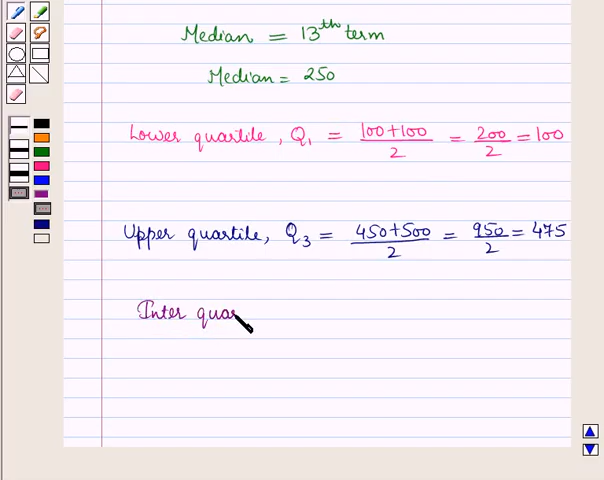 Median = 13th term
Median = 250
Lower quartile, Q1 = 100+100/2 = 200/2 = 100
Upper quartile, Q3 = 450+500/2 = 950/2 = 475
Inter quar